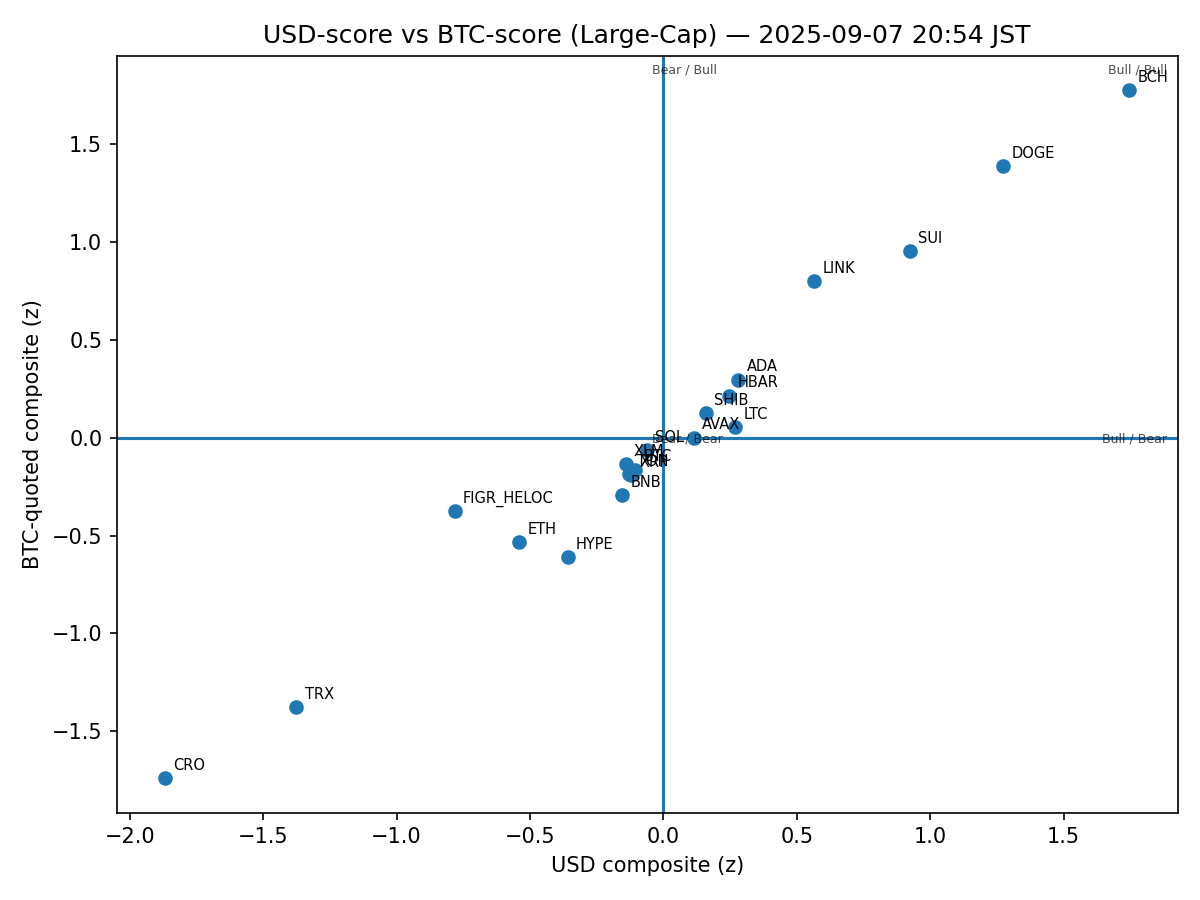 USD-score vs BTC-score (Large-Cap) — 2025-09-07 20:54 JST
Bear / Bull
Bull / Bull
BCH
DOGE
SUI
LINK
ADA
HBAR
SHIB
LTC
AVAX
SOL
Bear / Bear
Bull / Bear
XLM
BNB
FIGR_HELOC
ETH
HYPE
TRX
CRO
1.5
1.0
0.5
0.0
−0.5
−1.0
−1.5
BTC-quoted composite (z)
−2.0
−1.5
−1.0
−0.5
0.0
0.5
1.0
1.5
USD composite (z)